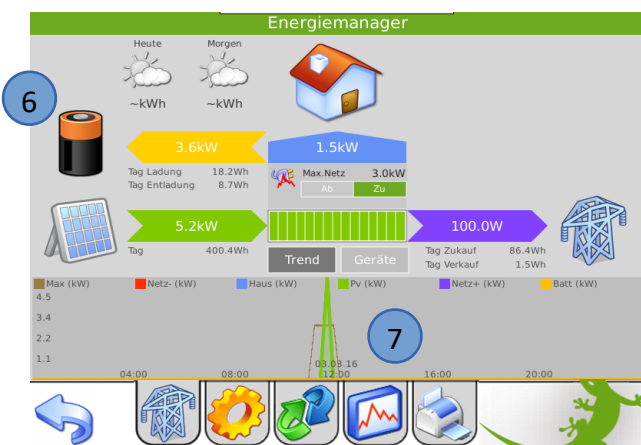 Energiemanager
Heute Morgen
~kWh ~kWh
6
3.6kW 1.5kW
Tag Ladung 18.2Wh
Tag Entladung 8.7Wh
Max.Netz 3.0kW
Ab Zu
5.2kW 100.0W
Tag 400.4Wh
Trend Geräte
Tag Zukauf 86.4Wh
Tag Verkauf 1.5Wh
Max (kW) Netz- (kW) Haus (kW) Pv (kW) Netz+ (kW) Batt (kW)
4.5
3.4
2.2
1.1
7
03.03.16
04:00 08:00 12:00 16:00 20:00